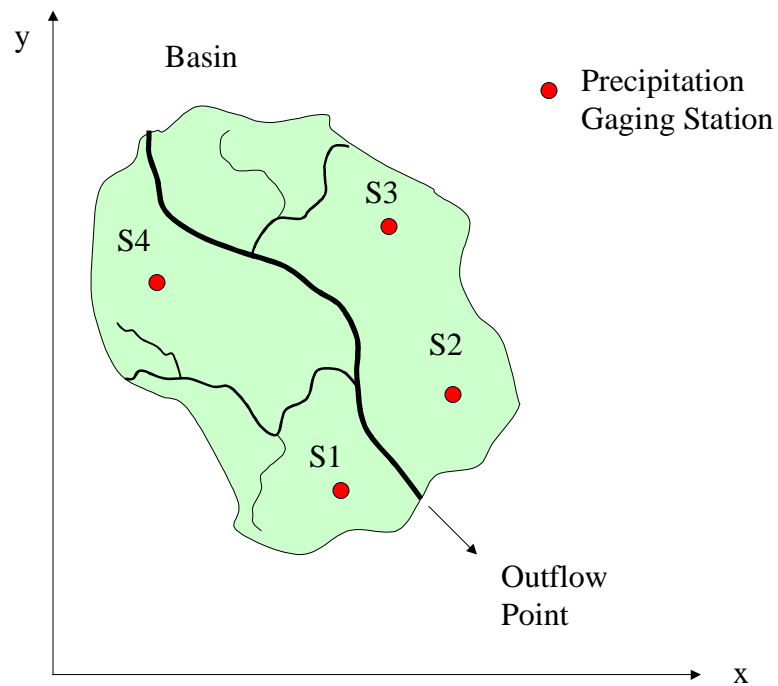 y
Basin
Precipitation
Gaging Station
S3
S4
S2
S1
Outflow
Point
x